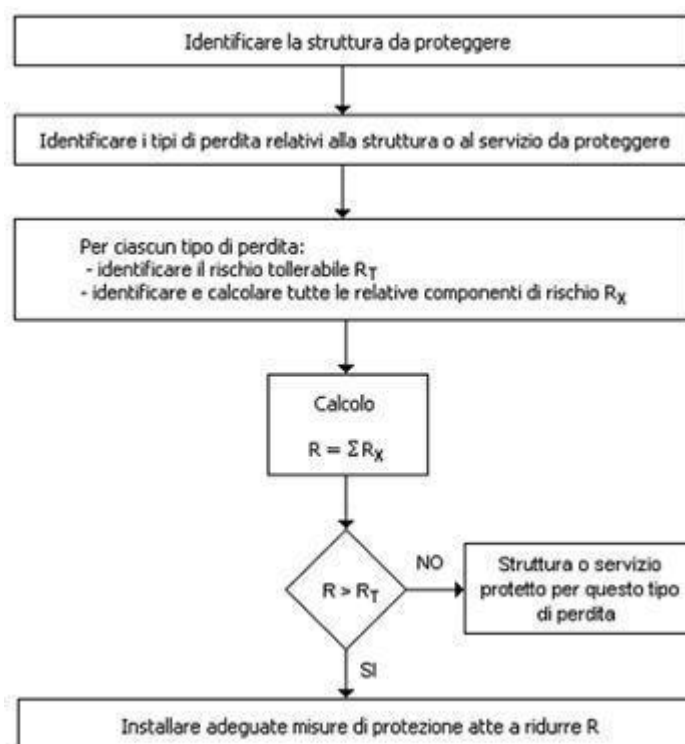 Identificare la struttura da proteggere
Identificare i tipi di perdita relativi alla struttura o al servizio da proteggere
Per ciascun tipo di perdita:
- identificare il rischio tollerabile RT
- identificare e calcolare tutte le relative componenti di rischio RX
Calcolo
R = ΣRX
R > RT
NO
Struttura o servizio
protetto per questo tipo
di perdita
SI
Installare adeguate misure di protezione atte a ridurre R